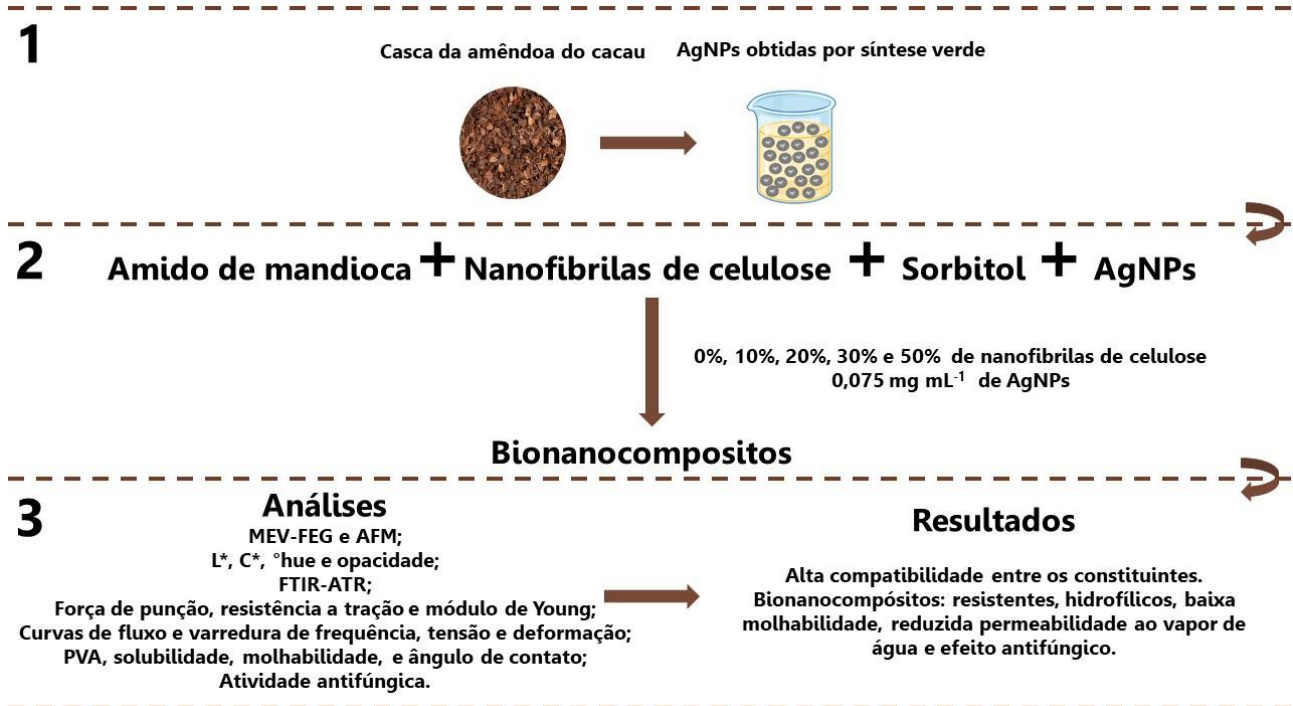 1
Casca da amêndoa do cacau
AgNPs obtidas por síntese verde
2
Amido de mandioca + Nanofibrilas de celulose + Sorbitol + AgNPs
0%, 10%, 20%, 30% e 50% de nanofibrilas de celulose
0,075 mg mL⁻¹ de AgNPs
Bionanocompositos
3
Análises
MEV-FEG e AFM;
L*, C*, °hue e opacidade;
FTIR-ATR;
Força de punção, resistência a tração e módulo de Young;
Curvas de fluxo e varredura de frequência, tensão e deformação;
PVA, solubilidade, molhabilidade, e ângulo de contato;
Atividade antifúngica.
Resultados
Alta compatibilidade entre os constituintes.
Bionanocompósitos: resistentes, hidrofílicos, baixa
molhabilidade, reduzida permeabilidade ao vapor de
água e efeito antifúngico.